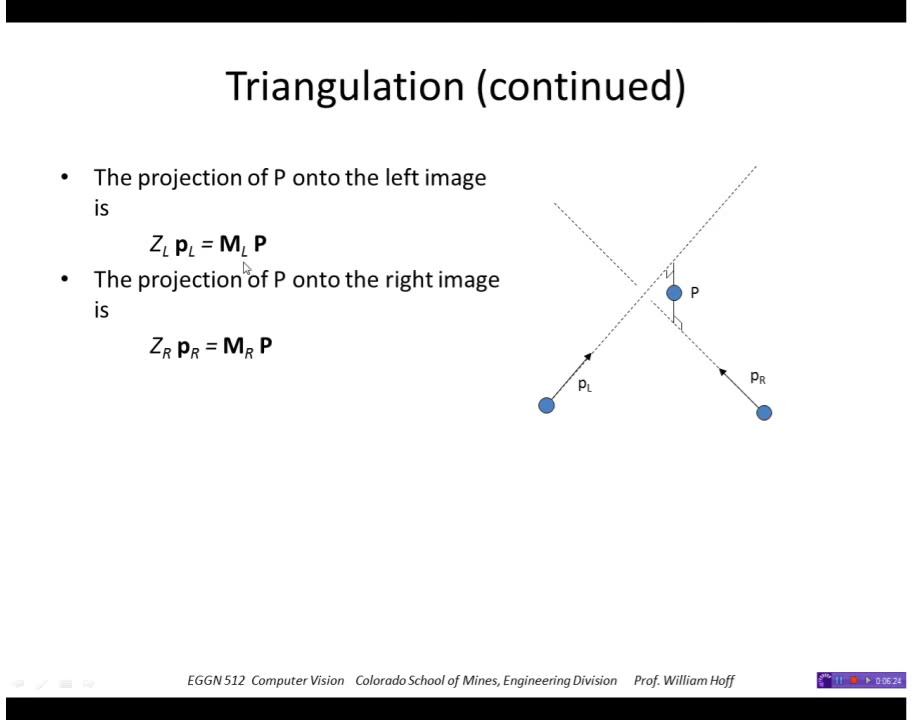 Triangulation (continued)
• The projection of P onto the left image
is
Z_L p_L = M_L P
• The projection of P onto the right image
is
Z_R p_R = M_R P
P
p_L
p_R
EGGN 512 Computer Vision Colorado School of Mines, Engineering Division Prof. William Hoff
0:06:24